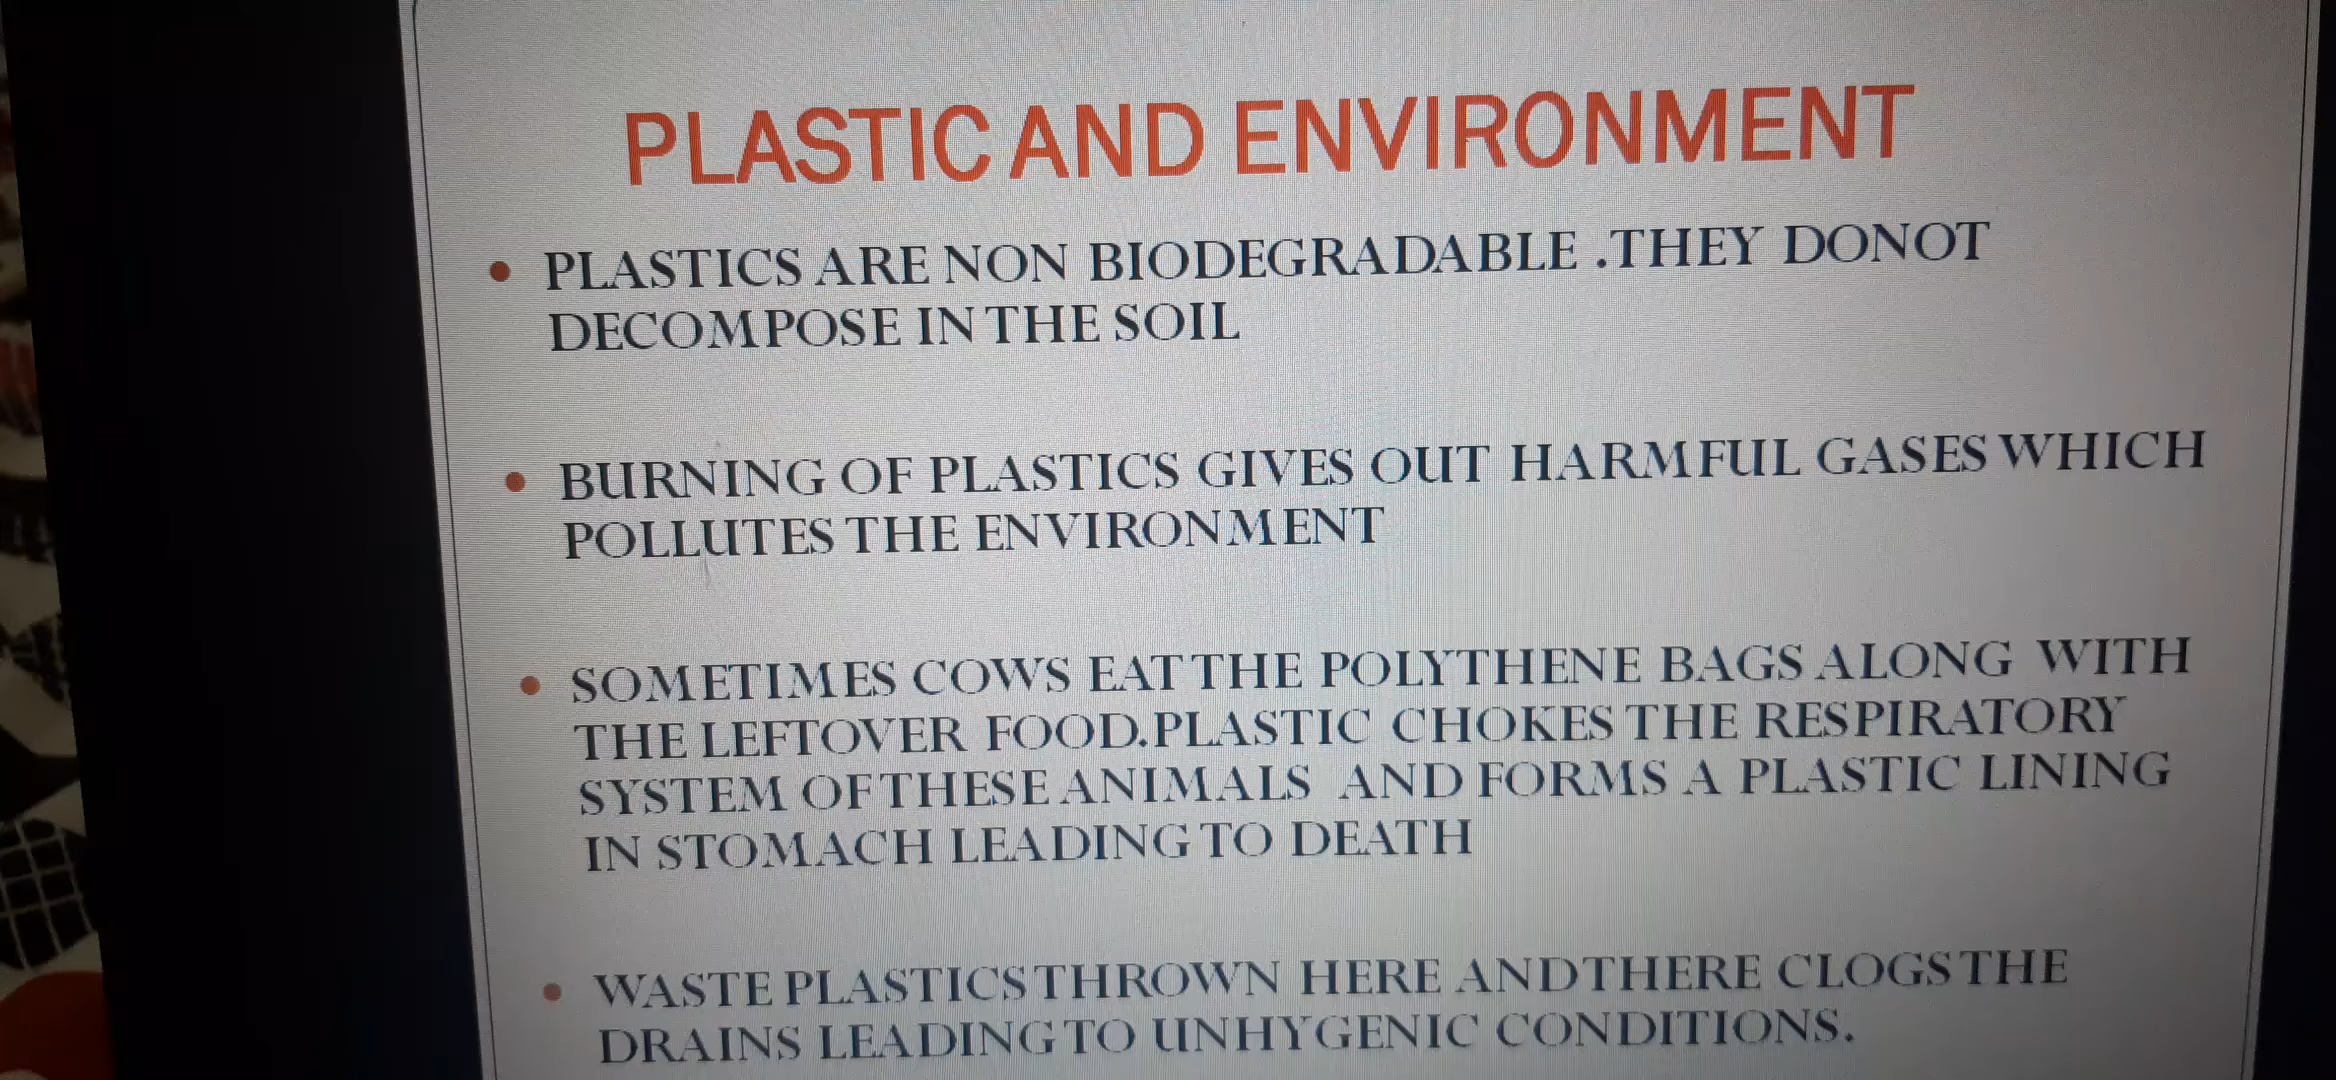 PLASTIC AND ENVIRONMENT
• PLASTICS ARE NON BIODEGRADABLE .THEY DONOT
DECOMPOSE IN THE SOIL
• BURNING OF PLASTICS GIVES OUT HARMFUL GASES WHICH
POLLUTES THE ENVIRONMENT
• SOMETIMES COWS EAT THE POLYTHENE BAGS ALONG WITH
THE LEFTOVER FOOD.PLASTIC CHOKES THE RESPIRATORY
SYSTEM OF THESE ANIMALS AND FORMS A PLASTIC LINING
IN STOMACH LEADING TO DEATH
• WASTE PLASTICS THROWN HERE AND THERE CLOGS THE
DRAINS LEADING TO UNHYGENIC CONDITIONS.